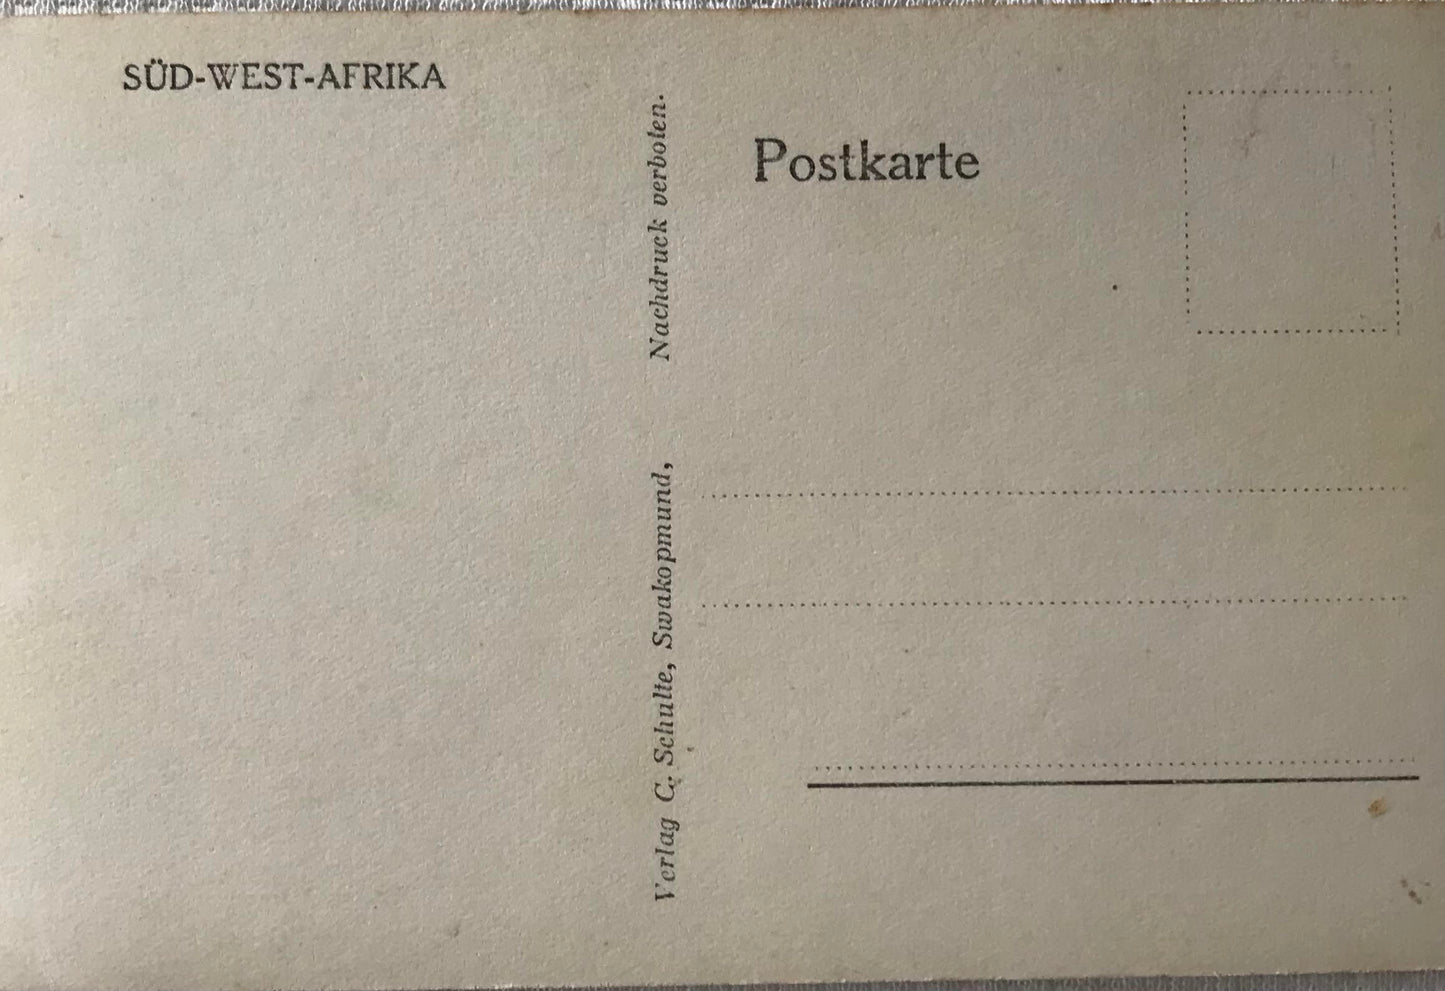 SÜD-WEST-AFRIKA
Postkarte
Verlag C. Schulte, Swakopmund, Nachdruck verboten.